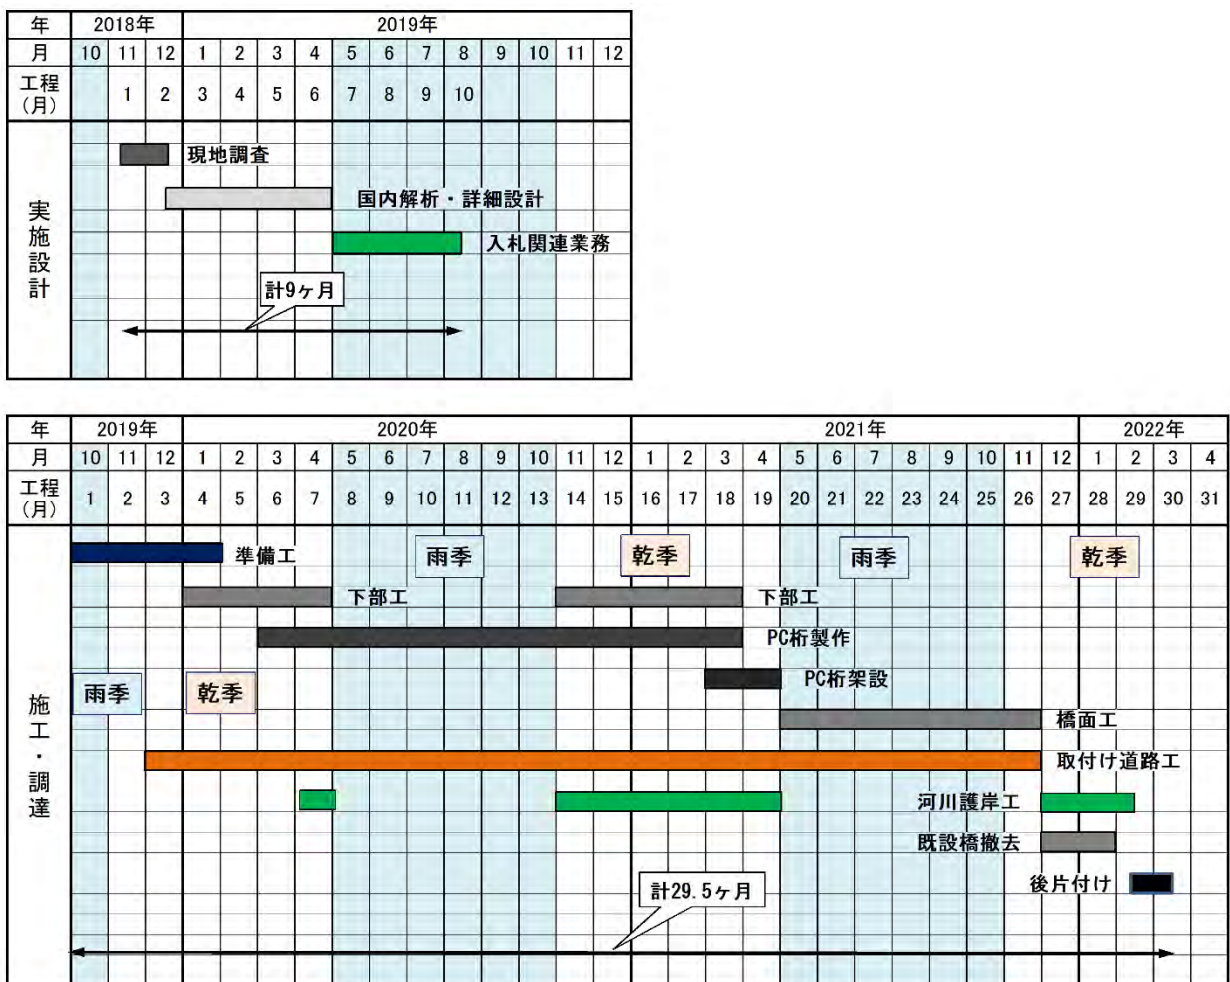 年 2018年 2019年
月 10 11 12 1 2 3 4 5 6 7 8 9 10 11 12
工程
(月) 1 2 3 4 5 6 7 8 9 10
実施設計
現地調査
国内解析・詳細設計
入札関連業務
計9ヶ月
年 2019年 2020年 2021年 2022年
月 10 11 12 1 2 3 4 5 6 7 8 9 10 11 12 1 2 3 4 5 6 7 8 9 10 11 12 1 2 3 4
工程
(月) 1 2 3 4 5 6 7 8 9 10 11 12 13 14 15 16 17 18 19 20 21 22 23 24 25 26 27 28 29 30 31
施工・調達
準備工 雨季 乾季 雨季 乾季
下部工 下部工
PC桁製作
雨季 乾季 PC桁架設
橋面工
取付け道路工
河川護岸工
既設橋撤去
後片付け
計29.5ヶ月